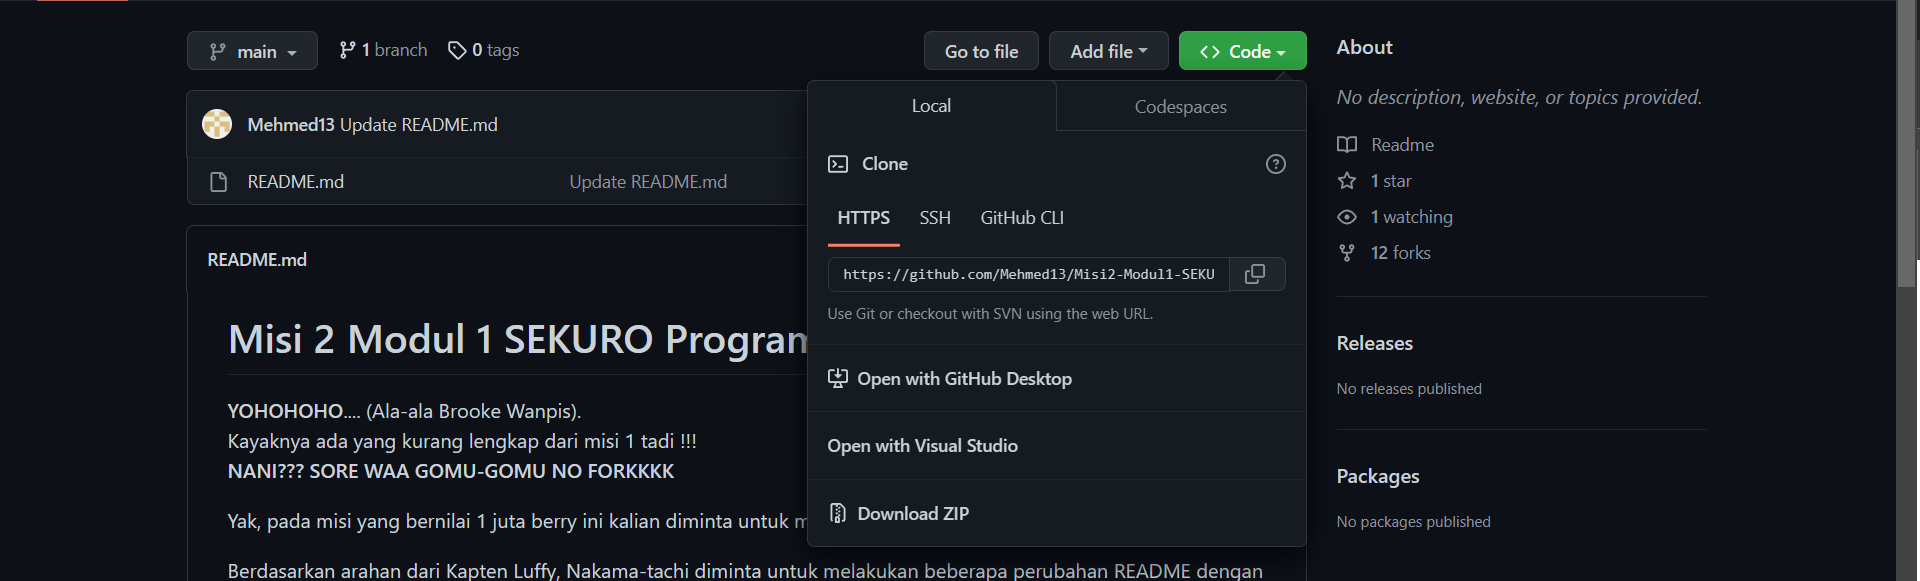 main
1 branch
0 tags
Go to file
Add file
Code
Mehmed13 Update README.md
README.md
Update README.md
README.md
Misi 2 Modul 1 SEKURO
YOHOHOHO.... (Ala-ala Brooke Wanpis).
Kayaknya ada yang kurang lengkap dari misi 1 tadi !!!
NANI??? SORE WAA GOMU-GOMU NO FORKKKK
Yak, pada misi yang bernilai 1 juta berry ini kalian diminta untuk
Berdasarkan arahan dari Kapten Luffy, Nakama-tachi diminta untuk melakukan beberapa perubahan README dengan
Local
Codespaces
Clone
HTTPS
SSH
GitHub CLI
https://github.com/Mehmed13/Misi2-Modul1-SEKU
Use Git or checkout with SVN using the web URL.
Open with GitHub Desktop
Open with Visual Studio
Download ZIP
About
No description, website, or topics provided.
Readme
1 star
1 watching
12 forks
Releases
No releases published
Packages
No packages published